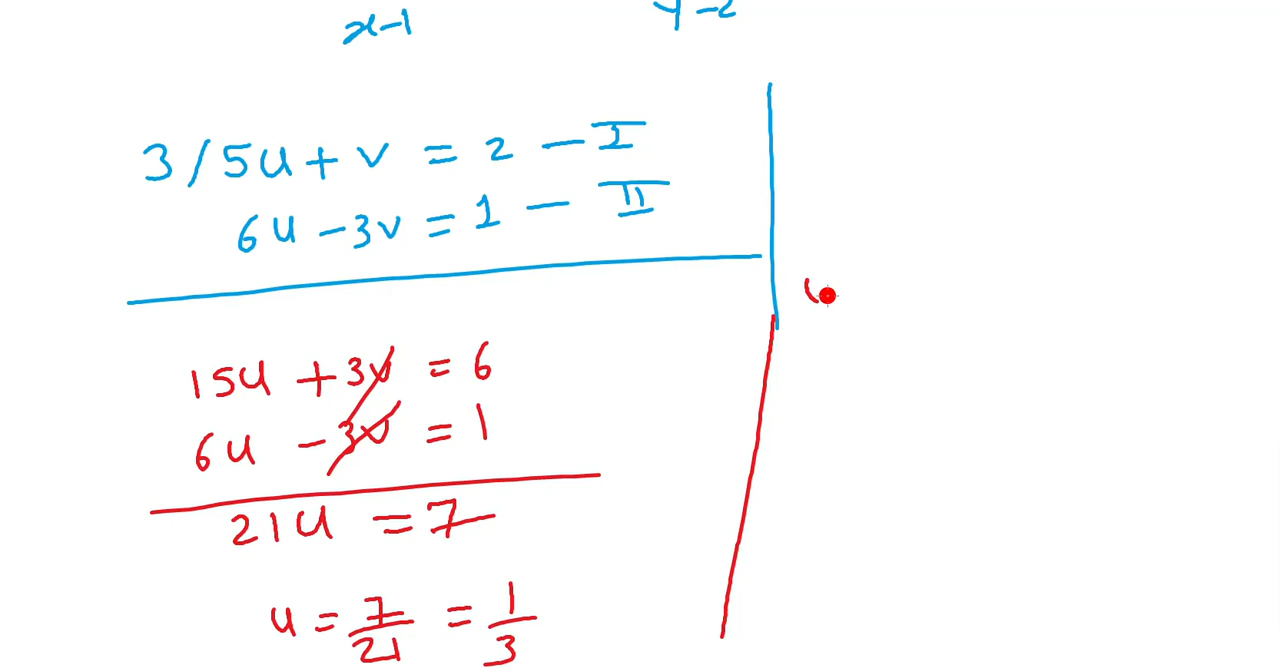 x-1 y-2
3/5u + v = 2 - I
6u - 3v = 1 - II
15u + 3v = 6
6u - 3v = 1
21u = 7
u = 7/21 = 1/3